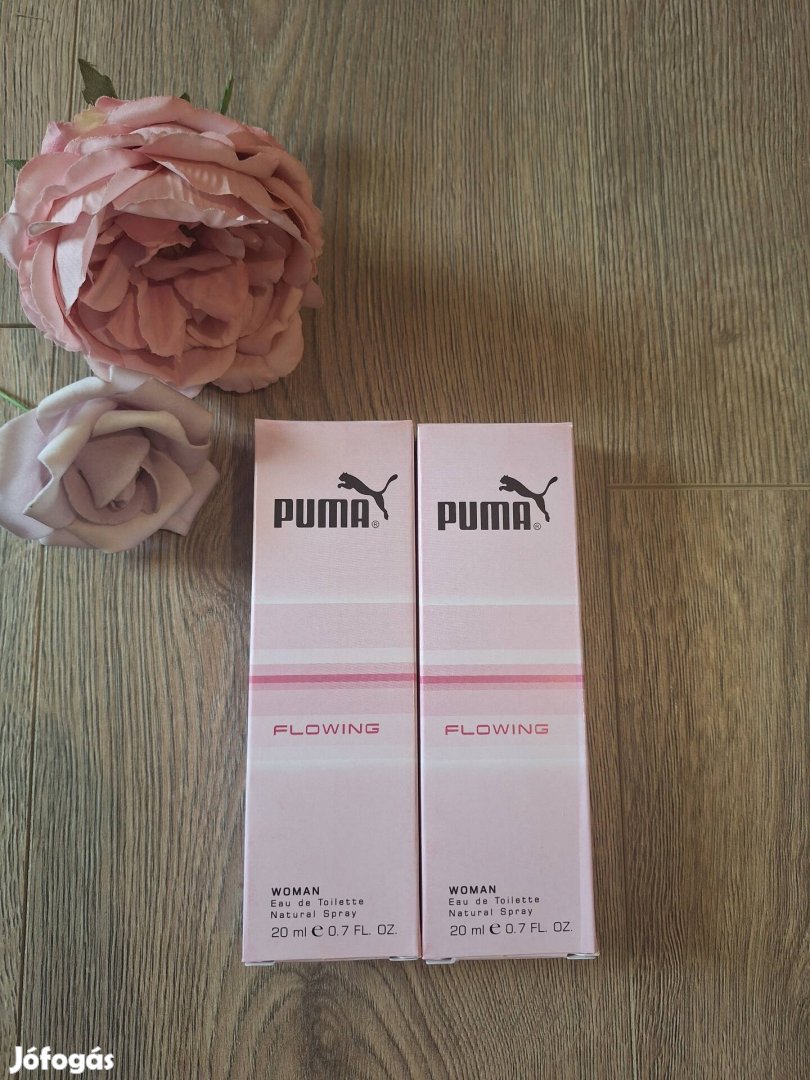 PUMA®
FLOWING
WOMAN
Eau de Toilette
Natural Spray
20 ml e 0.7 FL. OZ.
PUMA®
FLOWING
WOMAN
Eau de Toilette
Natural Spray
20 ml e 0.7 FL. OZ.
Jófogás